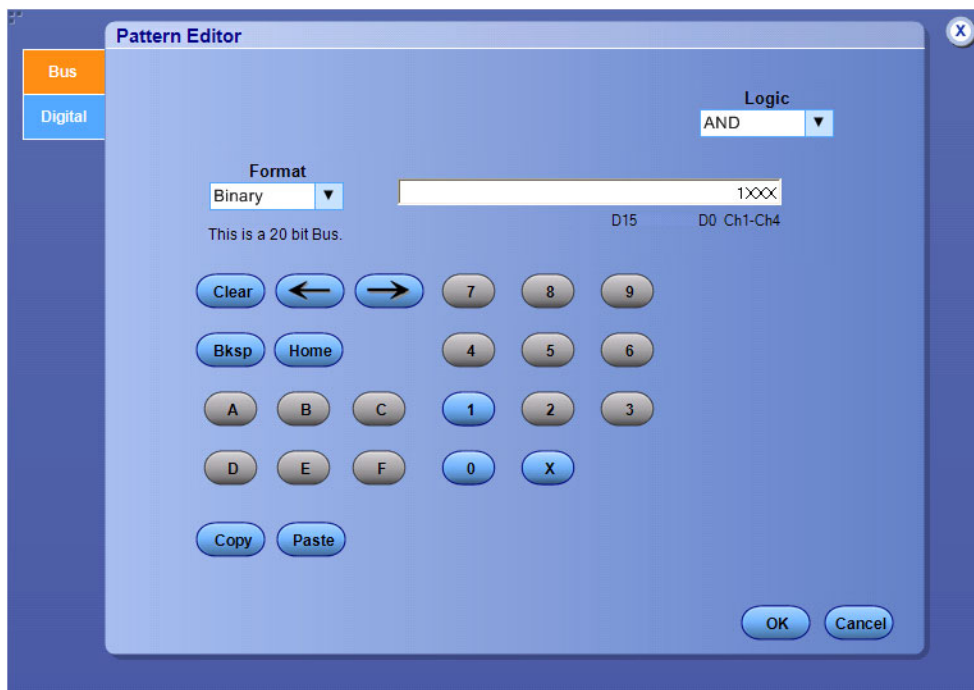 Pattern Editor
X
Bus
Digital
Logic
AND
Format
Binary
1XXX
This is a 20 bit Bus.
D15 D0 Ch1-Ch4
Clear 7 8 9
Bksp Home 4 5 6
A B C 1 2 3
D E F 0 X
Copy Paste
OK Cancel